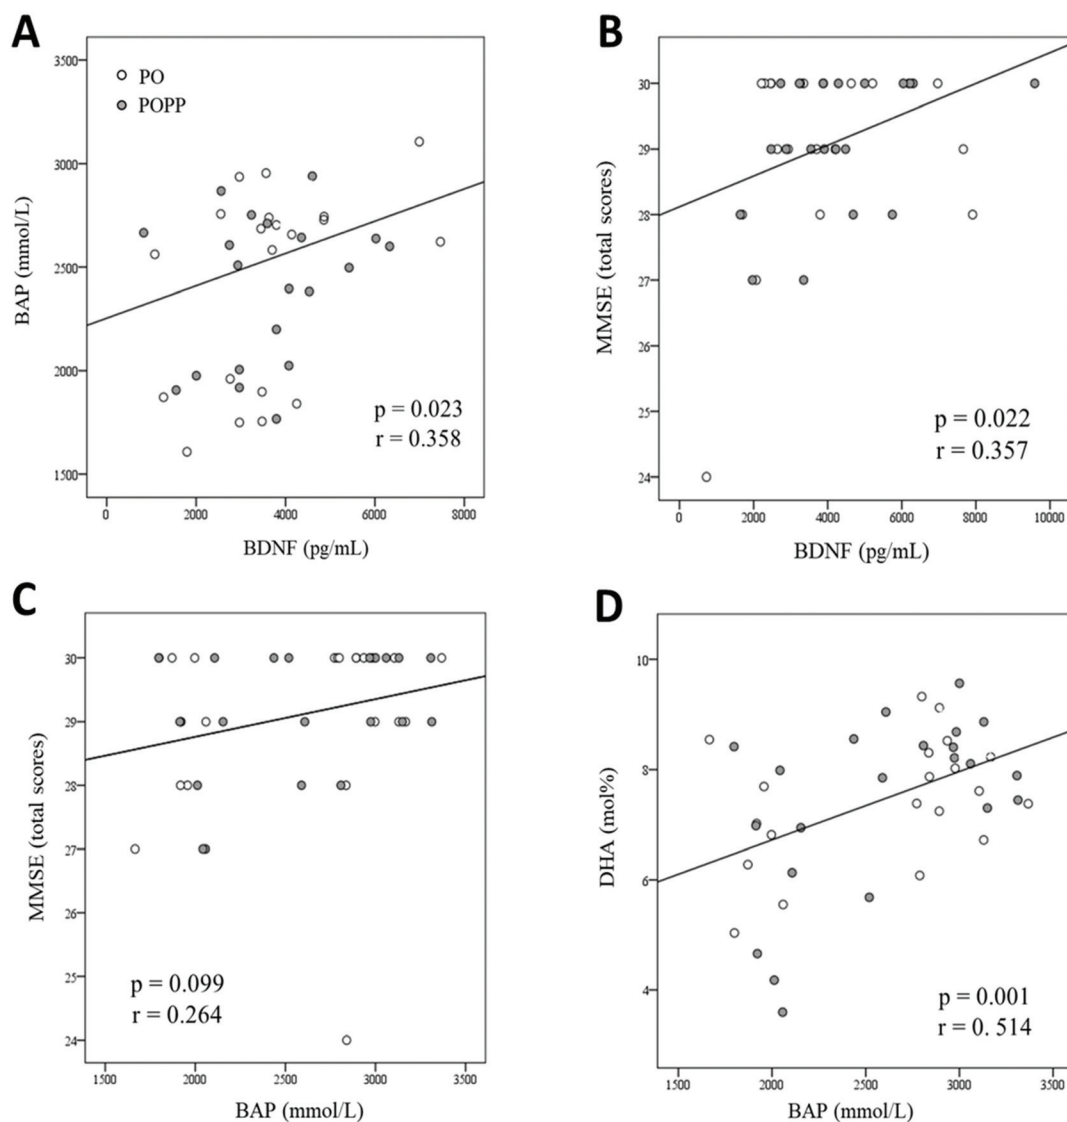 A
3500
3000
2500
2000
1500
BAP (mmol/L)
PO
POPP
p = 0.023
r = 0.358
0 2000 4000 6000 8000
BDNF (pg/mL)
B
30
29
28
27
26
25
24
MMSE (total scores)
p = 0.022
r = 0.357
0 2000 4000 6000 8000 10000
BDNF (pg/mL)
C
30
29
28
27
26
25
24
MMSE (total scores)
p = 0.099
r = 0.264
1500 2000 2500 3000 3500
BAP (mmol/L)
D
10
8
6
4
DHA (mol%)
p = 0.001
r = 0. 514
1500 2000 2500 3000 3500
BAP (mmol/L)